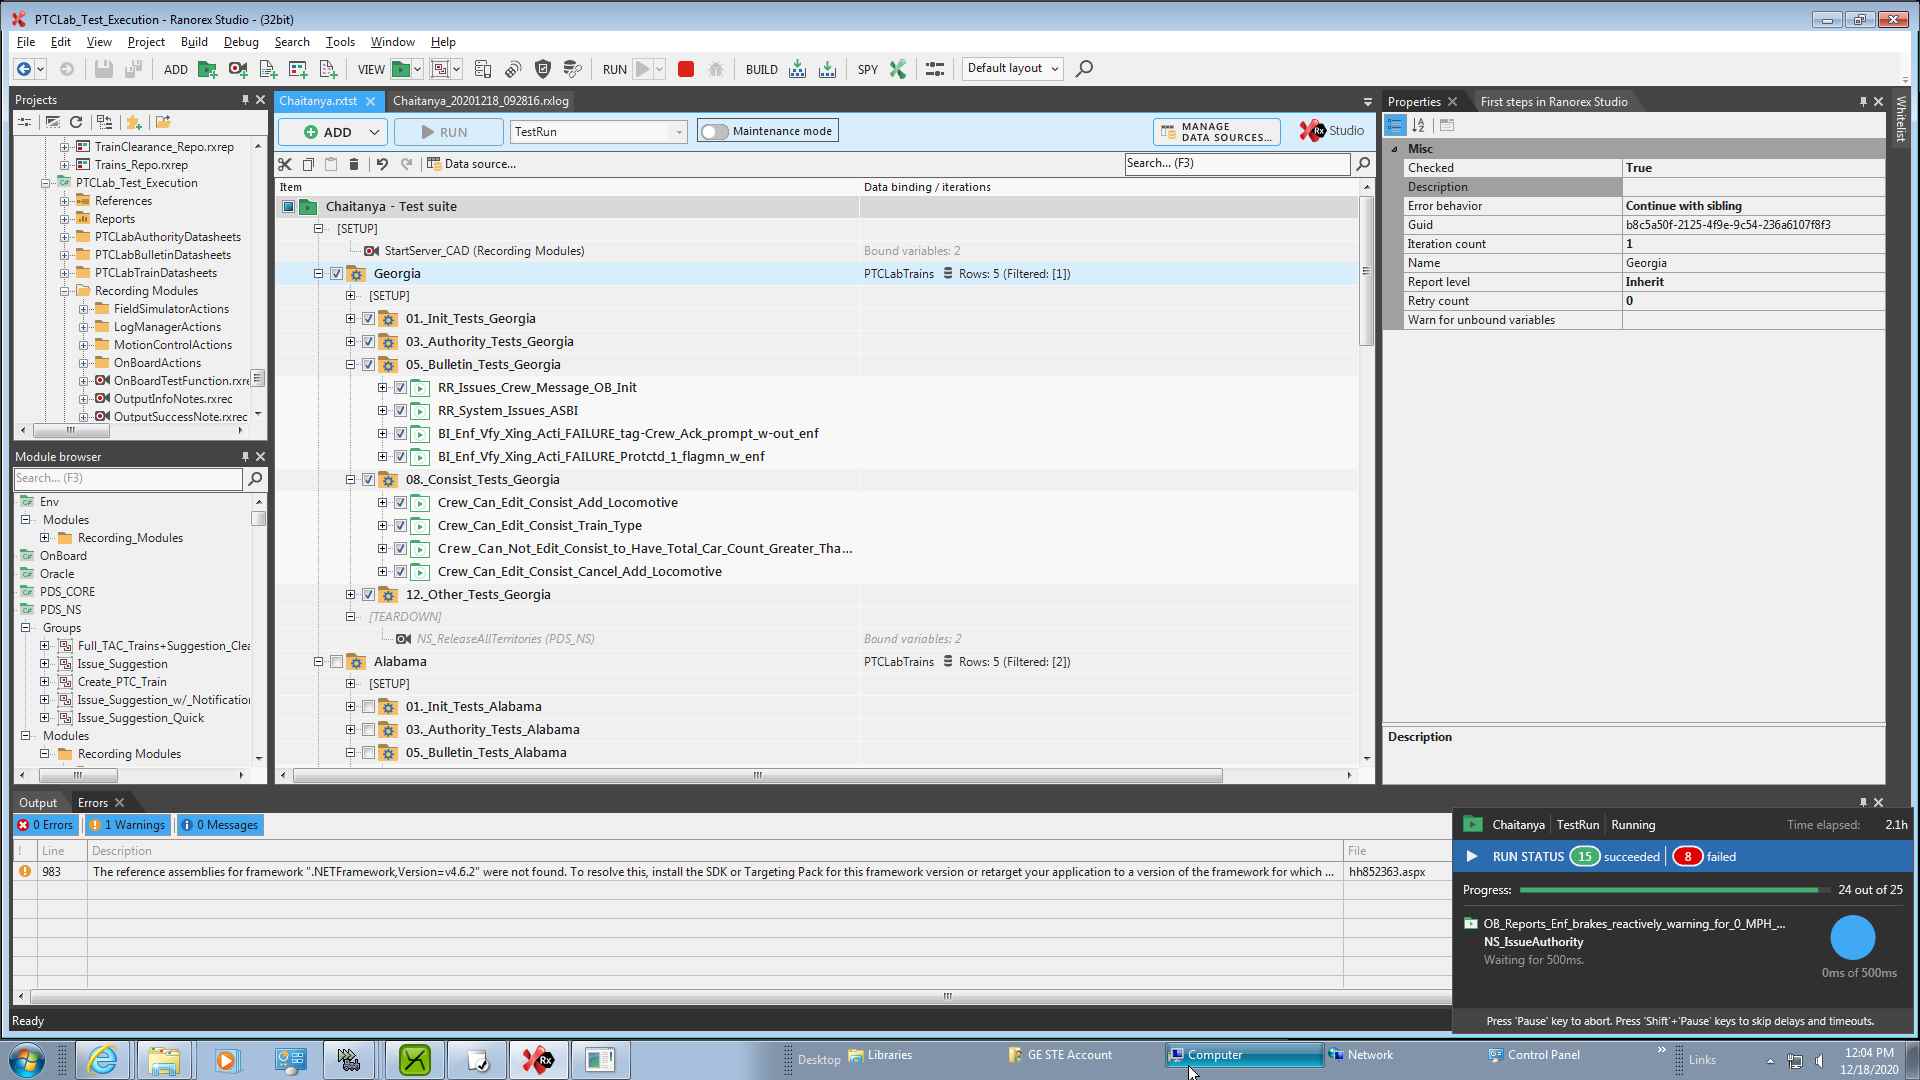 PTCLab_Test_Execution - Ranorex Studio - (32bit)
File Edit View Project Build Debug Search Tools Window Help
ADD VIEW RUN BUILD SPY Default layout
Projects
TrainClearance_Repo.rxrep
Trains_Repo.rxrep
PTCLab_Test_Execution
References
Reports
PTCLabAuthorityDatasheets
PTCLabBulletinDatasheets
PTCLabTrainDatasheets
Recording Modules
FieldSimulatorActions
LogManagerActions
MotionControlActions
OnBoardActions
OnBoardTestFunction.rxre
OutputInfoNotes.rxrec
OutputSuccessNote.rxrec
Module browser
Search... (F3)
Env
Modules
Recording_Modules
OnBoard
Oracle
PDS_CORE
PDS_NS
Groups
Full_TAC_Trains+Suggestion_Clea
Issue_Suggestion
Create_PTC_Train
Issue_Suggestion_w/_Notification
Issue_Suggestion_Quick
Modules
Recording Modules
Chaitanya.rxtst Chaitanya_20201218_092816.rxlog
ADD RUN TestRun Maintenance mode MANAGE DATA SOURCES... Rx Studio
Data source... Search... (F3)
Item Data binding / iterations
Chaitanya - Test suite
[SETUP]
StartServer_CAD (Recording Modules) Bound variables: 2
Georgia PTCLabTrains Rows: 5 (Filtered: [1])
[SETUP]
01._Init_Tests_Georgia
03._Authority_Tests_Georgia
05._Bulletin_Tests_Georgia
RR_Issues_Crew_Message_OB_Init
RR_System_Issues_ASBI
BI_Enf_Vfy_Xing_Acti_FAILURE_tag-Crew_Ack_prompt_w-out_enf
BI_Enf_Vfy_Xing_Acti_FAILURE_Protctd_1_flagmn_w_enf
08._Consist_Tests_Georgia
Crew_Can_Edit_Consist_Add_Locomotive
Crew_Can_Edit_Consist_Train_Type
Crew_Can_Not_Edit_Consist_to_Have_Total_Car_Count_Greater_Tha...
Crew_Can_Edit_Consist_Cancel_Add_Locomotive
12._Other_Tests_Georgia
[TEARDOWN]
NS_ReleaseAllTerritories (PDS_NS) Bound variables: 2
Alabama PTCLabTrains Rows: 5 (Filtered: [2])
[SETUP]
01._Init_Tests_Alabama
03._Authority_Tests_Alabama
05._Bulletin_Tests_Alabama
Properties First steps in Ranorex Studio
Whitelist
Misc
Checked True
Description
Error behavior Continue with sibling
Guid b8c5a50f-2125-4f9e-9c54-236a6107f8f3
Iteration count 1
Name Georgia
Report level Inherit
Retry count 0
Warn for unbound variables
Description
Output Errors
0 Errors 1 Warnings 0 Messages
! Line Description File
983 The reference assemblies for framework ".NETFramework,Version=v4.6.2" were not found. To resolve this, install the SDK or Targeting Pack for this framework version or retarget your application to a version of the framework for which ... hh852363.aspx
Chaitanya TestRun Running Time elapsed: 2.1h
RUN STATUS 15 succeeded 8 failed
Progress: 24 out of 25
OB_Reports_Enf_brakes_reactively_warning_for_0_MPH_...
NS_IssueAuthority
Waiting for 500ms.
0ms of 500ms
Press 'Pause' key to abort. Press 'Shift'+'Pause' keys to skip delays and timeouts.
Ready
Desktop Libraries GE STE Account Computer Network Control Panel » Links
12:04 PM
12/18/2020